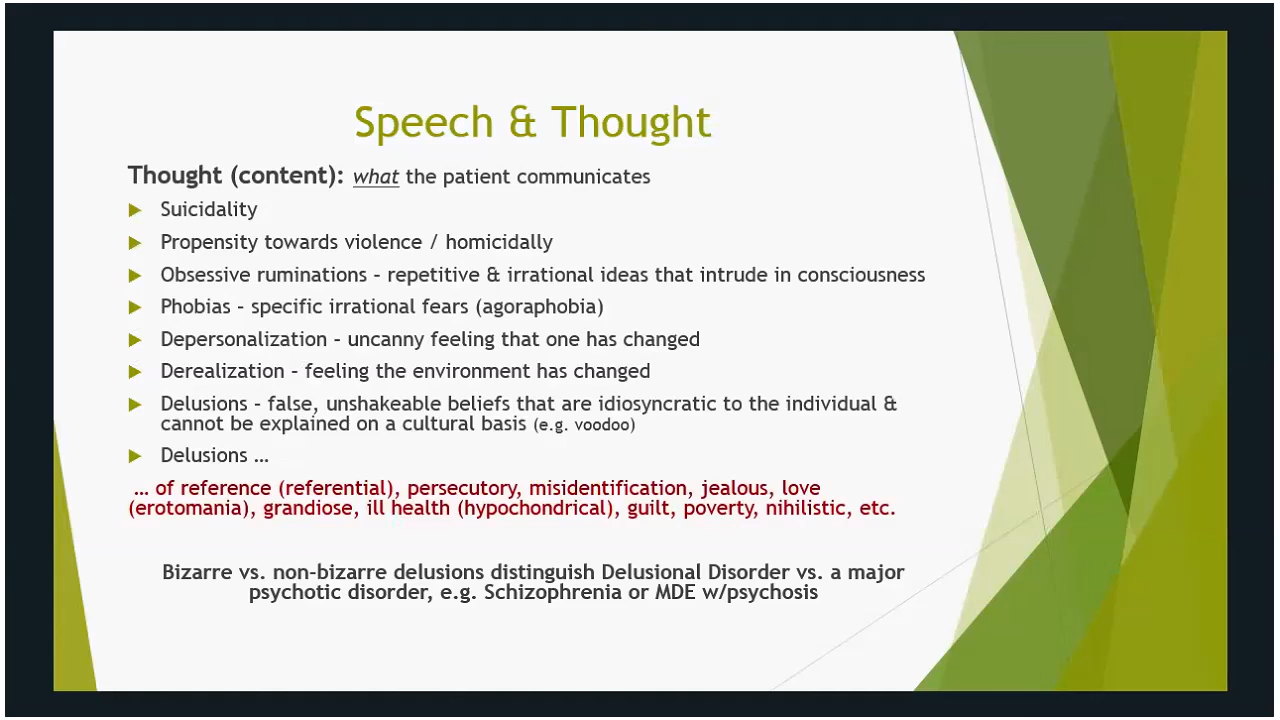 Speech & Thought
Thought (content): what the patient communicates
Suicidality
Propensity towards violence / homicidally
Obsessive ruminations – repetitive & irrational ideas that intrude in consciousness
Phobias – specific irrational fears (agoraphobia)
Depersonalization – uncanny feeling that one has changed
Derealization – feeling the environment has changed
Delusions – false, unshakeable beliefs that are idiosyncratic to the individual &
cannot be explained on a cultural basis (e.g. voodoo)
Delusions …
… of reference (referential), persecutory, misidentification, jealous, love
(erotomania), grandiose, ill health (hypochondrical), guilt, poverty, nihilistic, etc.
Bizarre vs. non-bizarre delusions distinguish Delusional Disorder vs. a major
psychotic disorder, e.g. Schizophrenia or MDE w/psychosis